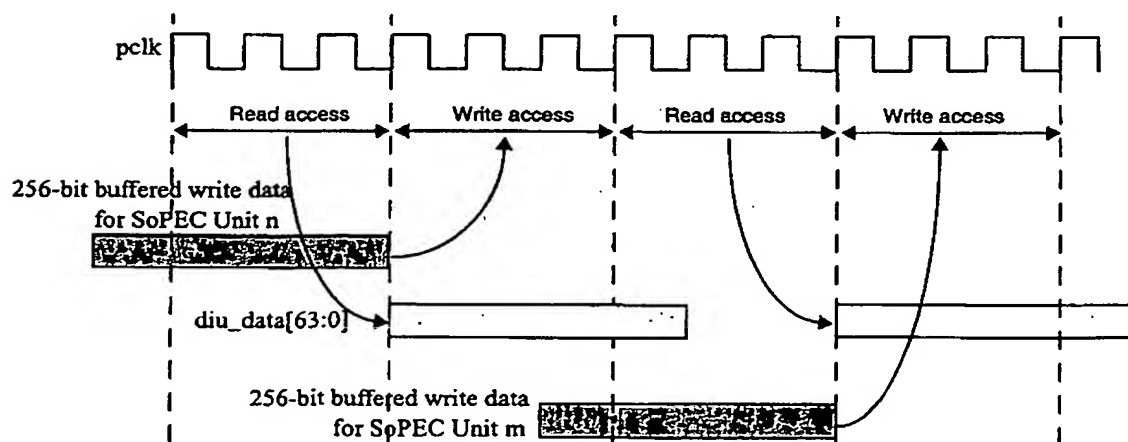 pclk
Read access
Write access
Read access
Write access
256-bit buffered write data
for SoPEC Unit n
diu_data[63:0]
256-bit buffered write data
for SoPEC Unit m